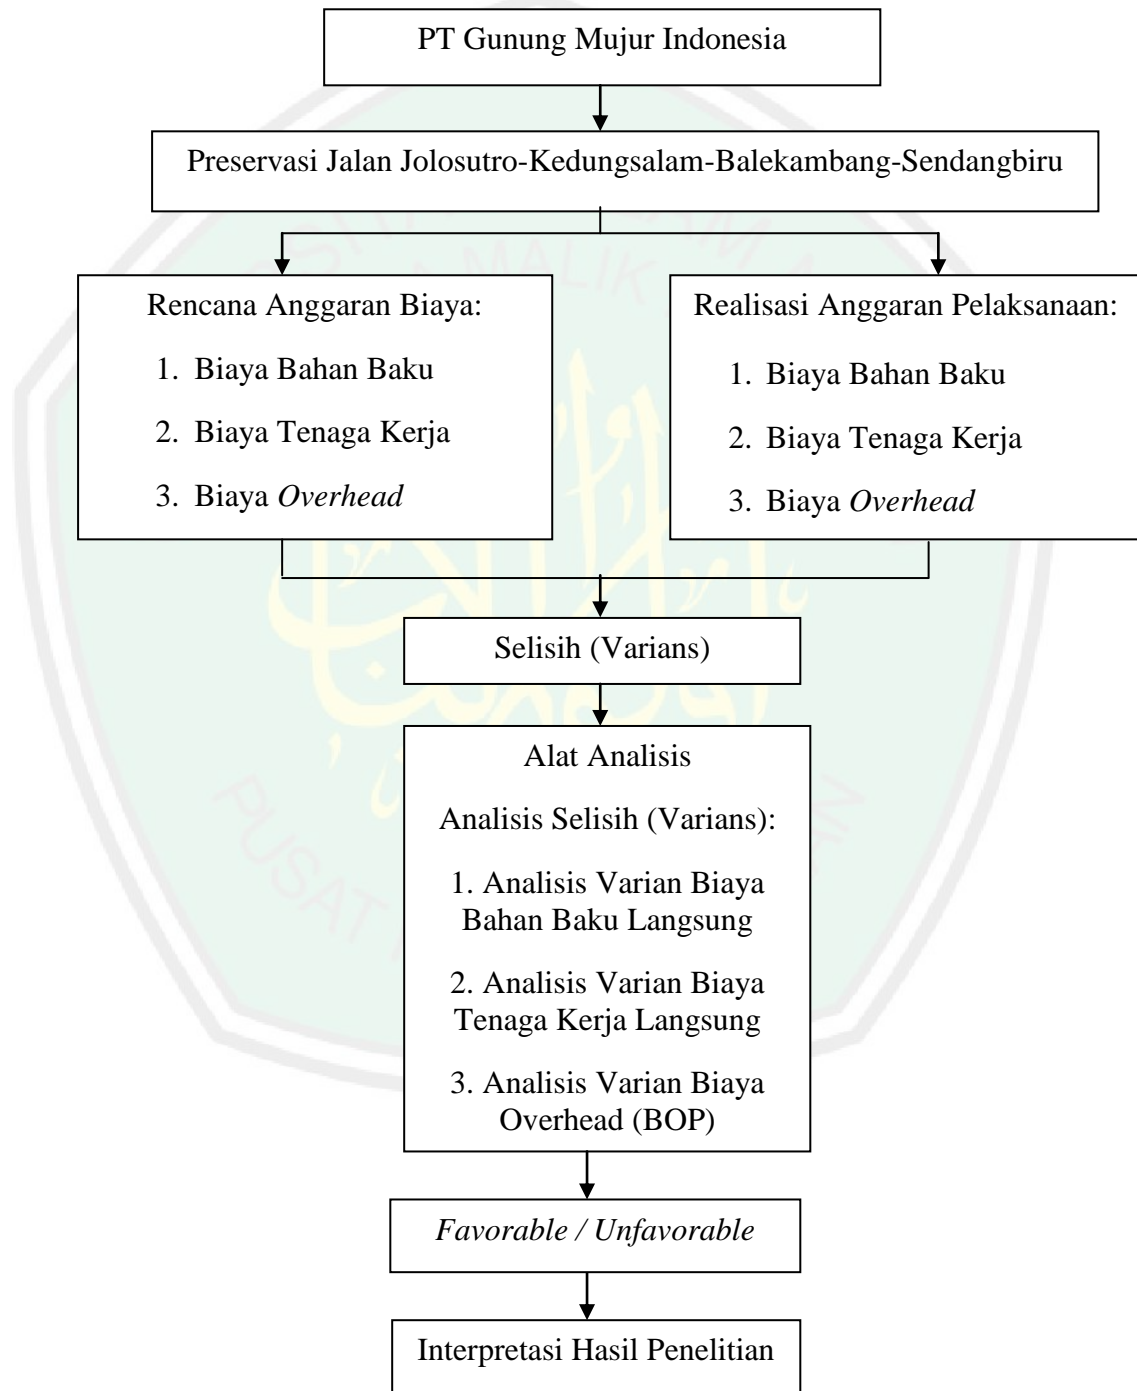 PT Gunung Mujur Indonesia
Preservasi Jalan Jolosutro-Kedungsalam-Balekambang-Sendangbiru
Rencana Anggaran Biaya:
1. Biaya Bahan Baku
2. Biaya Tenaga Kerja
3. Biaya Overhead
Realisasi Anggaran Pelaksanaan:
1. Biaya Bahan Baku
2. Biaya Tenaga Kerja
3. Biaya Overhead
Selisih (Varians)
Alat Analisis
Analisis Selisih (Varians):
1. Analisis Varian Biaya
Bahan Baku Langsung
2. Analisis Varian Biaya
Tenaga Kerja Langsung
3. Analisis Varian Biaya
Overhead (BOP)
Favorable / Unfavorable
Interpretasi Hasil Penelitian
MALIK
PUSAT